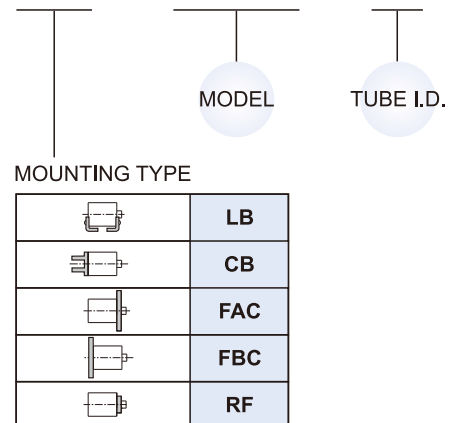 MODEL
TUBE I.D.
MOUNTING TYPE
LB
CB
FAC
FBC
RF